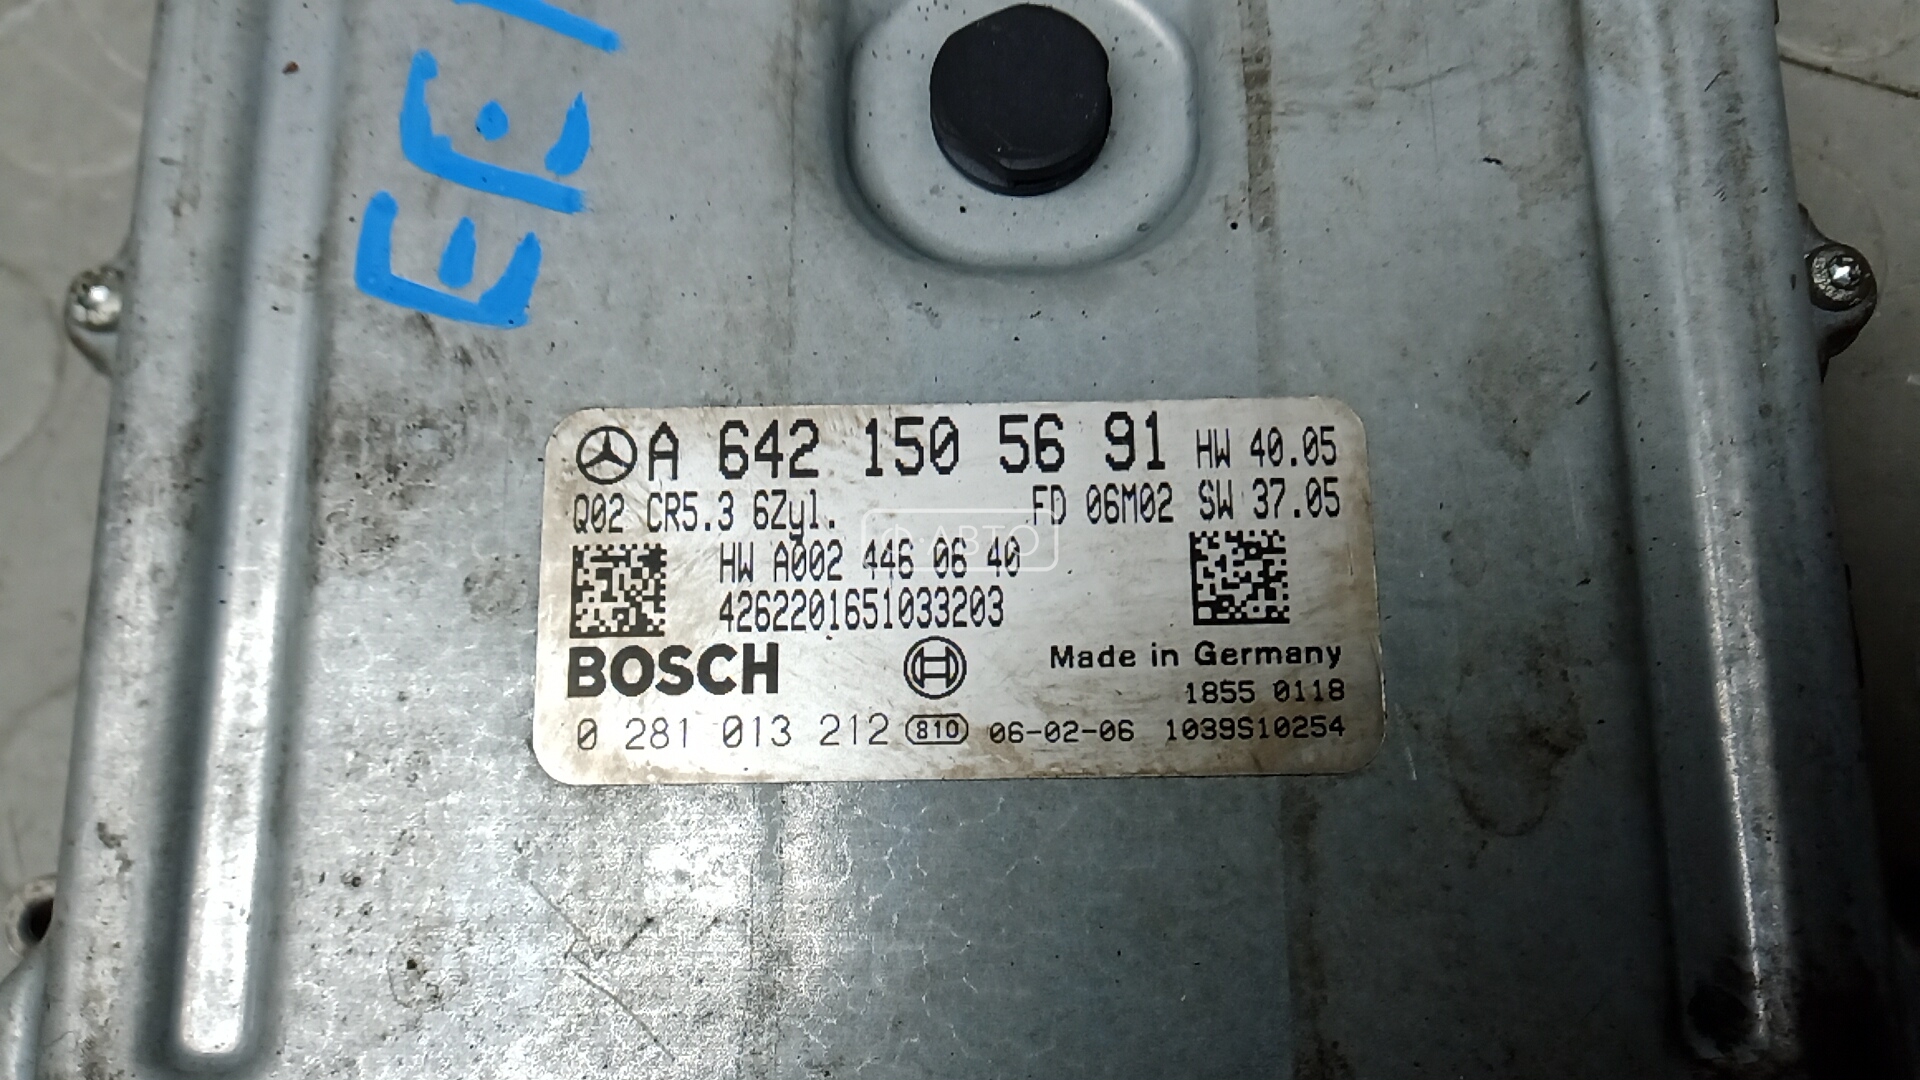 A 642 150 56 91 HW 40.05
Q02 CR5.3 6Zyl. FD 06M02 SW 37.05
АВТО
HW A002 446 06 40
4262201651033203
BOSCH
Made in Germany
1855 0118
0 281 013 212 810 06-02-06 1039S10254